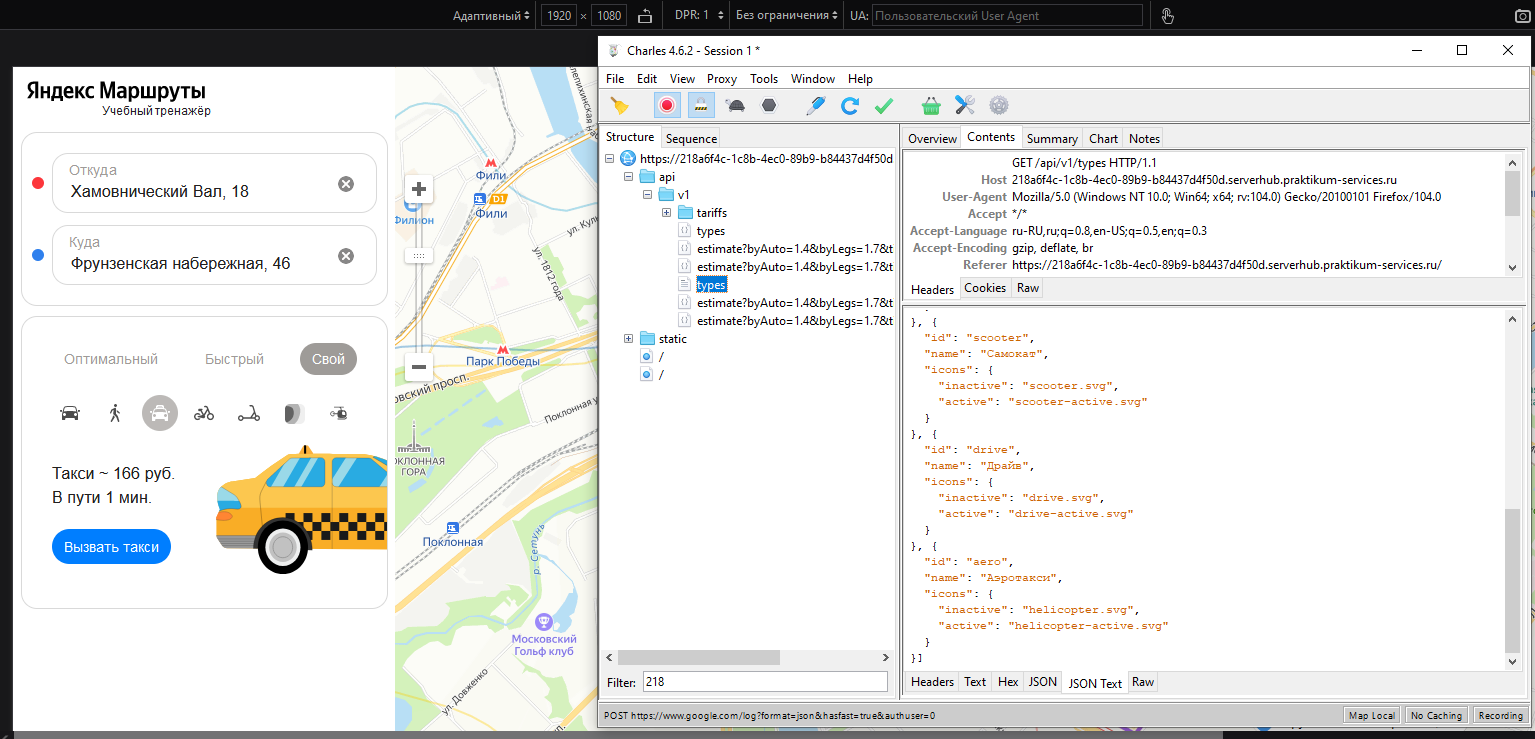 Адаптивный 1920 × 1080 DPR: 1 Без ограничения UA: Пользовательский User Agent
Яндекс Маршруты
Учебный тренажёр
Откуда
Хамовнический Вал, 18
Куда
Фрунзенская набережная, 46
Оптимальный Быстрый Свой
Такси ~ 166 руб.
В пути 1 мин.
Вызвать такси
Фили
D1
Фили
Филион
ул. 1812 года
Парк Победы
Поклонная ул.
ПОКЛОННАЯ
ГОРА
Поклонная
р. Сетунь
Московский
Гольф клуб
ул. Довженко
Charles 4.6.2 - Session 1 *
File Edit View Proxy Tools Window Help
Structure Sequence
https://218a6f4c-1c8b-4ec0-89b9-b84437d4f50d
api
v1
tariffs
types
estimate?byAuto=1.4&byLegs=1.7&t
estimate?byAuto=1.4&byLegs=1.7&t
types
estimate?byAuto=1.4&byLegs=1.7&t
estimate?byAuto=1.4&byLegs=1.7&t
static
/
/
Filter: 218
Overview Contents Summary Chart Notes
GET /api/v1/types HTTP/1.1
Host 218a6f4c-1c8b-4ec0-89b9-b84437d4f50d.serverhub.praktikum-services.ru
User-Agent Mozilla/5.0 (Windows NT 10.0; Win64; x64; rv:104.0) Gecko/20100101 Firefox/104.0
Accept */*
Accept-Language ru-RU,ru;q=0.8,en-US;q=0.5,en;q=0.3
Accept-Encoding gzip, deflate, br
Referer https://218a6f4c-1c8b-4ec0-89b9-b84437d4f50d.serverhub.praktikum-services.ru/
Headers Cookies Raw
}, {
"id": "scooter",
"name": "Самокат",
"icons": {
"inactive": "scooter.svg",
"active": "scooter-active.svg"
}
}, {
"id": "drive",
"name": "Драйв",
"icons": {
"inactive": "drive.svg",
"active": "drive-active.svg"
}
}, {
"id": "aero",
"name": "Аэротакси",
"icons": {
"inactive": "helicopter.svg",
"active": "helicopter-active.svg"
}
}]
Headers Text Hex JSON JSON Text Raw
POST https://www.google.com/log?format=json&hasfast=true&authuser=0
Map Local No Caching Recording